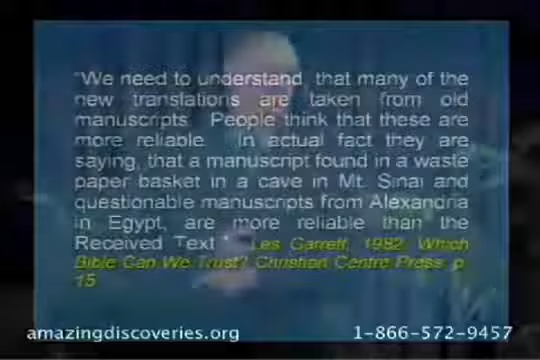 "We need to understand that many of the
new translations are taken from old
manuscripts. People think that these are
more reliable. In actual fact they are
saying, that a manuscript found in a waste
paper basket in a cave in Mt. Sinai and
questionable manuscripts from Alexandria
in Egypt, are more reliable than the
Received Text." Les Garrett, 1982, Which
Bible Can We Trust? Christian Centre Press, p.
15
amazingdiscoveries.org 1-866-572-9457